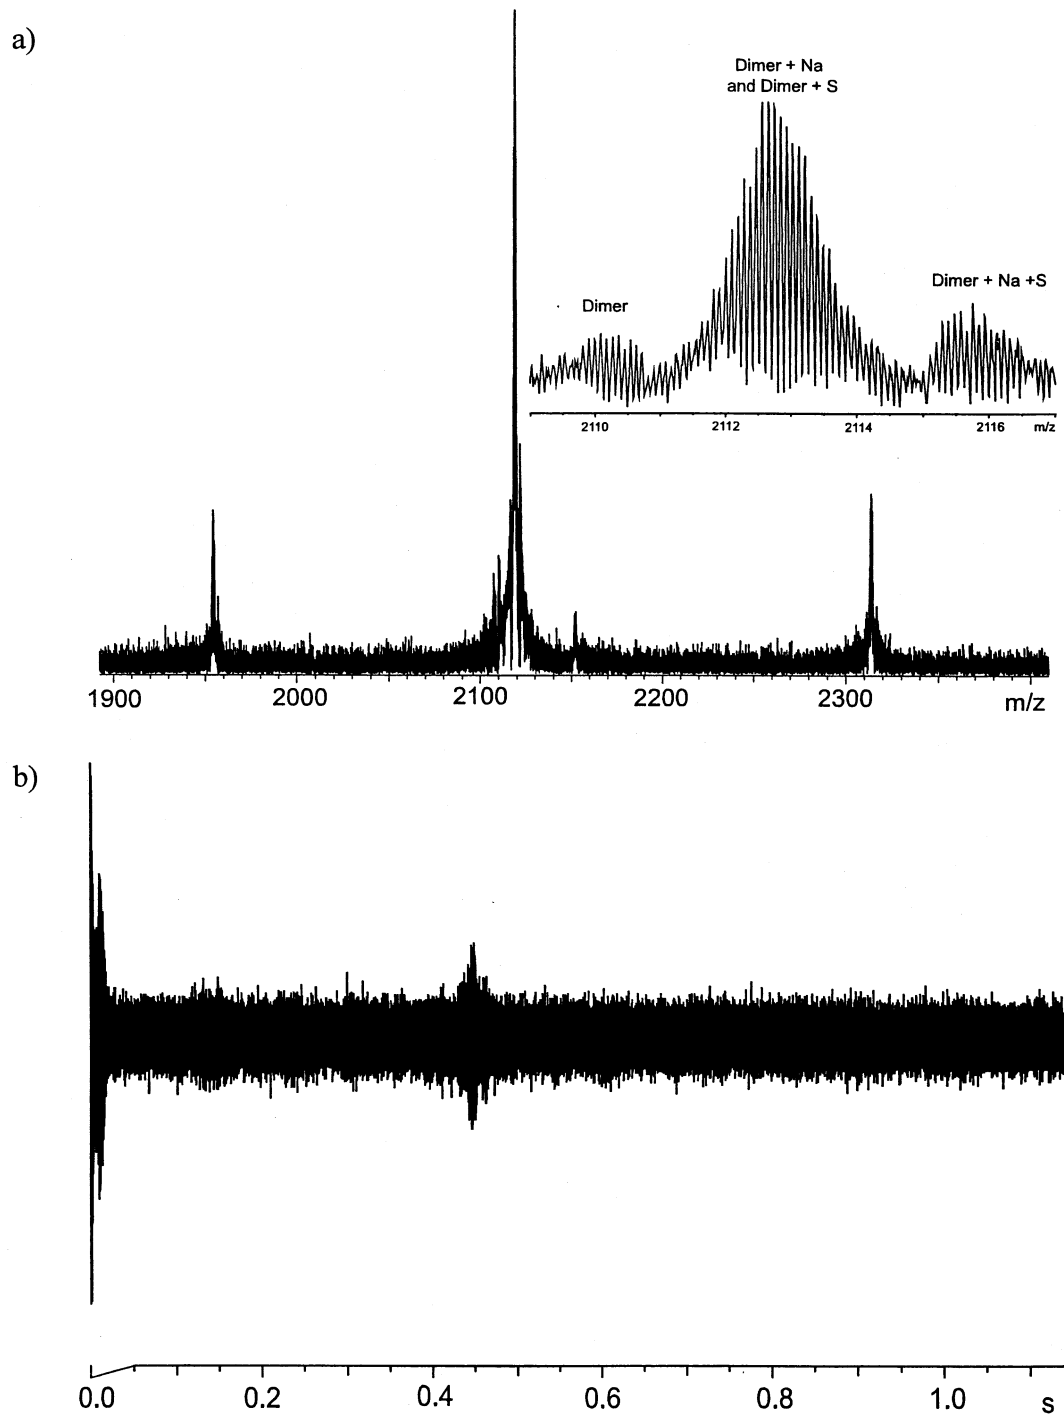 a)
Dimer + Na
and Dimer + S
Dimer + Na +S
Dimer
2110 2112 2114 2116 m/z
1900 2000 2100 2200 2300 m/z
b)
0.0 0.2 0.4 0.6 0.8 1.0 s